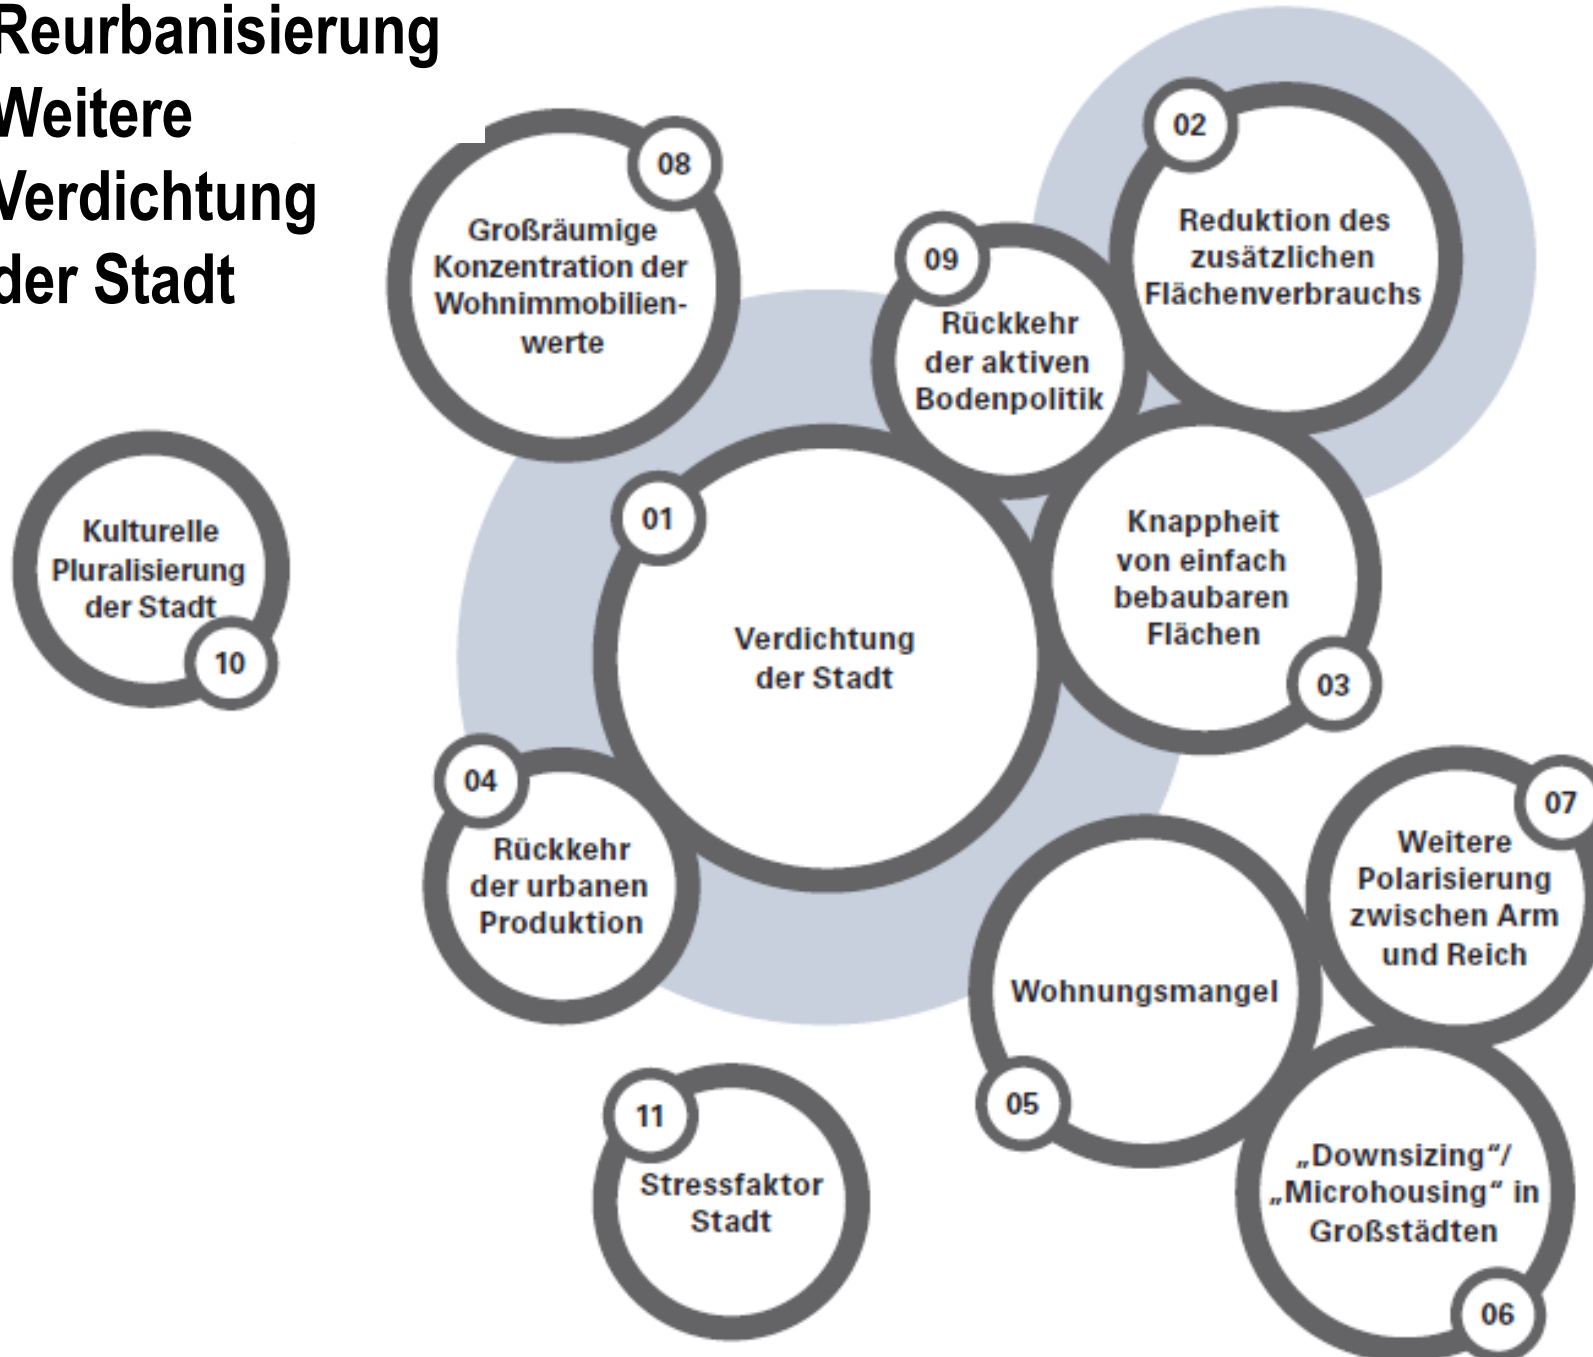 Reurbanisierung
Weitere
Verdichtung
der Stadt
08
Großräumige
Konzentration der
Wohnimmobilien-
werte
02
Reduktion des
zusätzlichen
Flächenverbrauchs
09
Rückkehr
der aktiven
Bodenpolitik
Kulturelle
Pluralisierung
der Stadt
10
01
Verdichtung
der Stadt
Knappheit
von einfach
bebaubaren
Flächen
03
04
Rückkehr
der urbanen
Produktion
07
Weitere
Polarisierung
zwischen Arm
und Reich
Wohnungsmangel
05
11
Stressfaktor
Stadt
„Downsizing“/
„Microhousing“ in
Großstädten
06